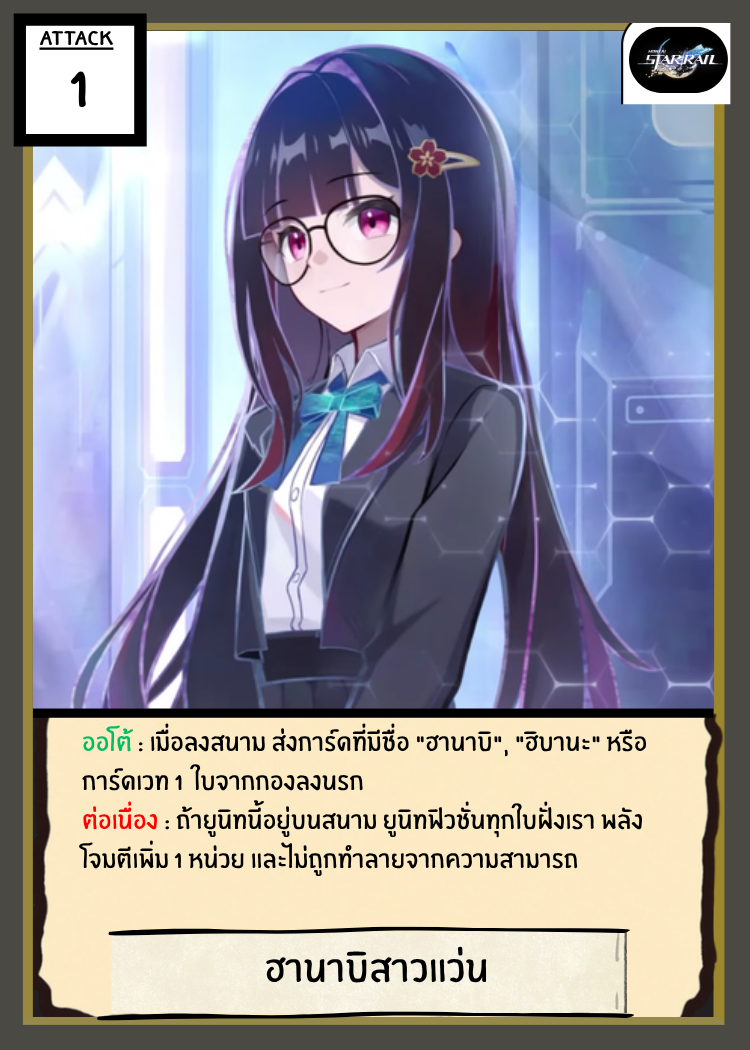 ATTACK
1
HONKAI
STAR RAIL
ออโต้ : เมื่อลงสนาม ส่งการ์ดที่มีชื่อ "ฮานาบิ", "ฮิบานะ" หรือ
การ์ดเวท 1 ใบจากกองลงนรก
ต่อเนื่อง : ถ้ายูนิทนี้อยู่บนสนาม ยูนิทฟิวชั่นทุกใบฝั่งเรา พลัง
โจมตีเพิ่ม 1 หน่วย และไม่ถูกทำลายจากความสามารถ
ฮานาบิสาวแว่น